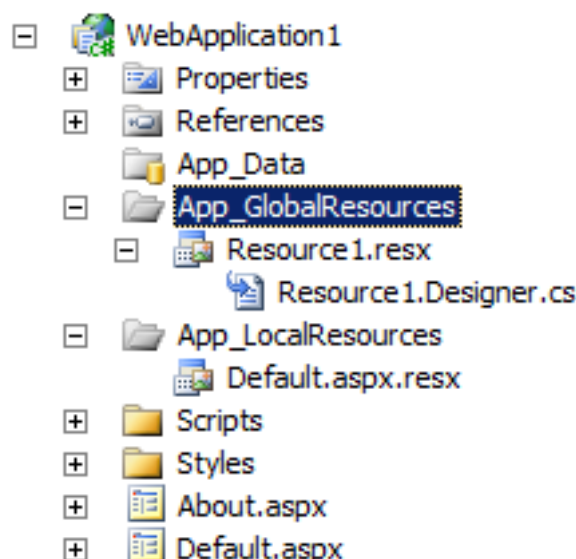 WebApplication1
Properties
References
App_Data
App_GlobalResources
Resource1.resx
Resource1.Designer.cs
App_LocalResources
Default.aspx.resx
Scripts
Styles
About.aspx
Default.aspx